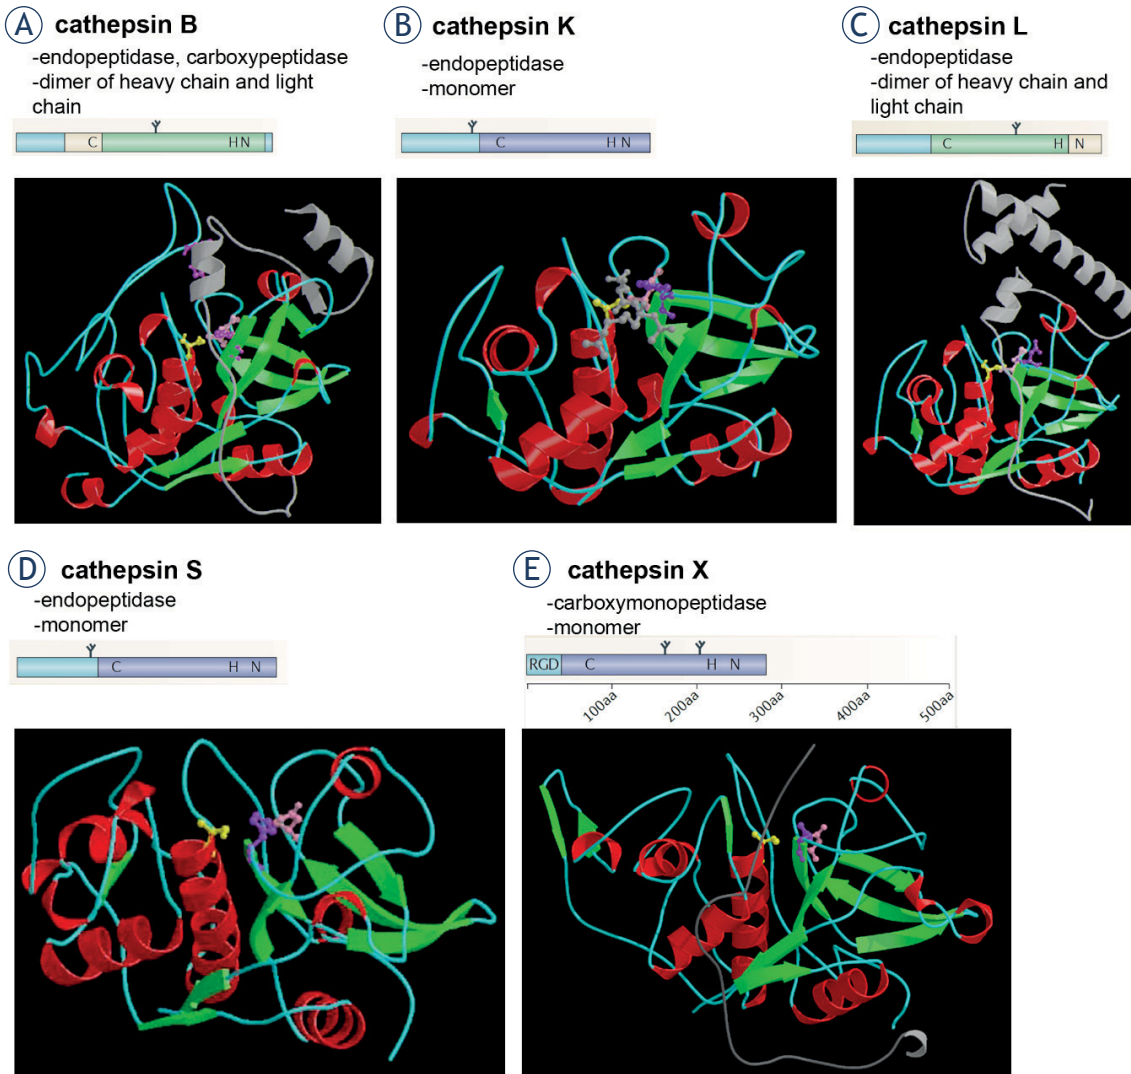 A cathepsin B
-endopeptidase, carboxypeptidase
-dimer of heavy chain and light
chain
C H N
B cathepsin K
-endopeptidase
-monomer
C H N
C cathepsin L
-endopeptidase
-dimer of heavy chain and
light chain
C H N
D cathepsin S
-endopeptidase
-monomer
C H N
E cathepsin X
-carboxymonopeptidase
-monomer
RGD C H N
100aa 200aa 300aa 400aa 500aa